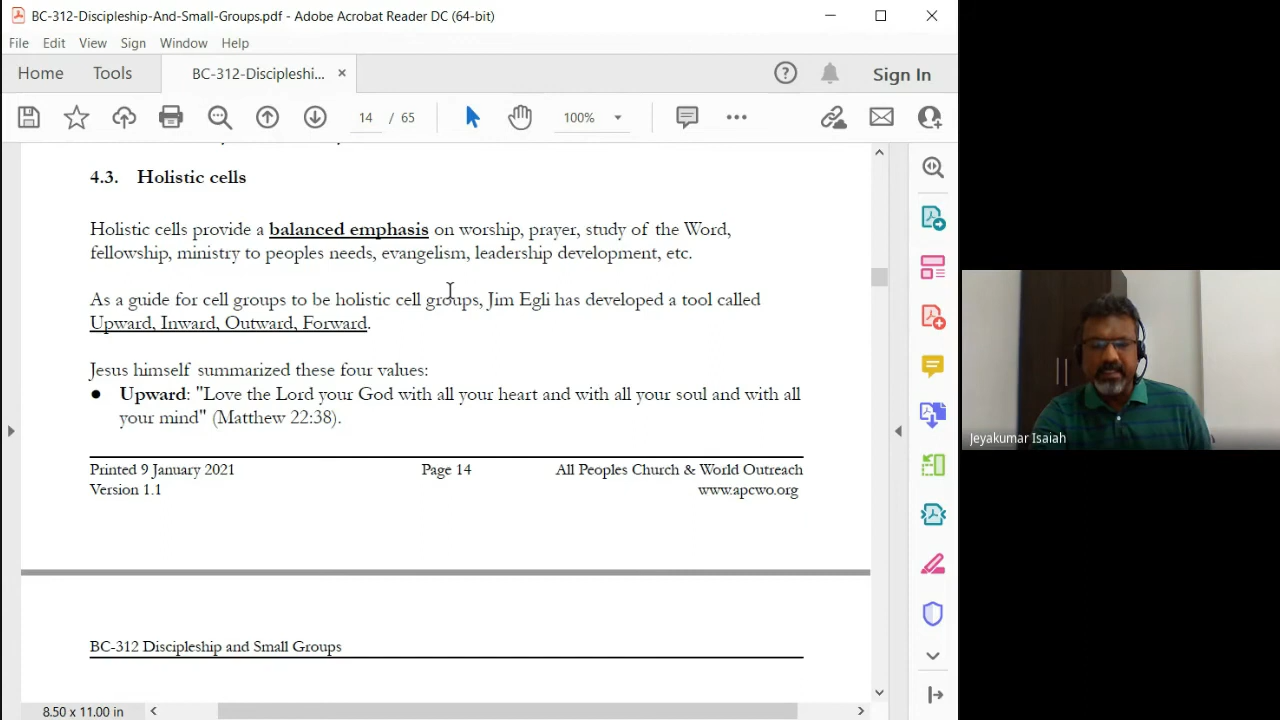 BC-312-Discipleship-And-Small-Groups.pdf - Adobe Acrobat Reader DC (64-bit)
File Edit View Sign Window Help
Home Tools BC-312-Discipleshi... × Sign In
14 / 65 100%
4.3. Holistic cells
Holistic cells provide a balanced emphasis on worship, prayer, study of the Word,
fellowship, ministry to peoples needs, evangelism, leadership development, etc.
As a guide for cell groups to be holistic cell groups, Jim Egli has developed a tool called
Upward, Inward, Outward, Forward.
Jesus himself summarized these four values:
● Upward: "Love the Lord your God with all your heart and with all your soul and with all
your mind" (Matthew 22:38).
Printed 9 January 2021 Page 14 All Peoples Church & World Outreach
Version 1.1 www.apcwo.org
BC-312 Discipleship and Small Groups
8.50 x 11.00 in
Jeyakumar Isaiah